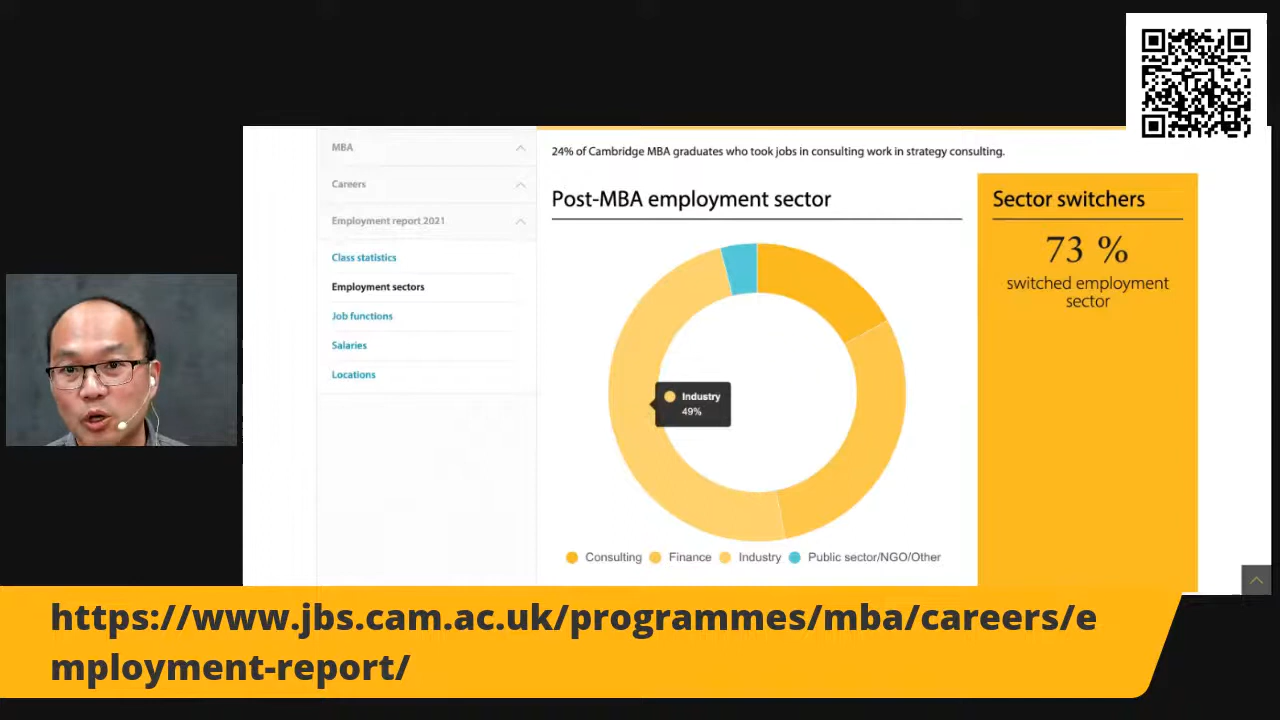 MBA
Careers
Employment report 2021
Class statistics
Employment sectors
Job functions
Salaries
Locations
24% of Cambridge MBA graduates who took jobs in consulting work in strategy consulting.
Post-MBA employment sector
Industry
49%
Consulting Finance Industry Public sector/NGO/Other
Sector switchers
73 %
switched employment
sector
https://www.jbs.cam.ac.uk/programmes/mba/careers/e
mployment-report/